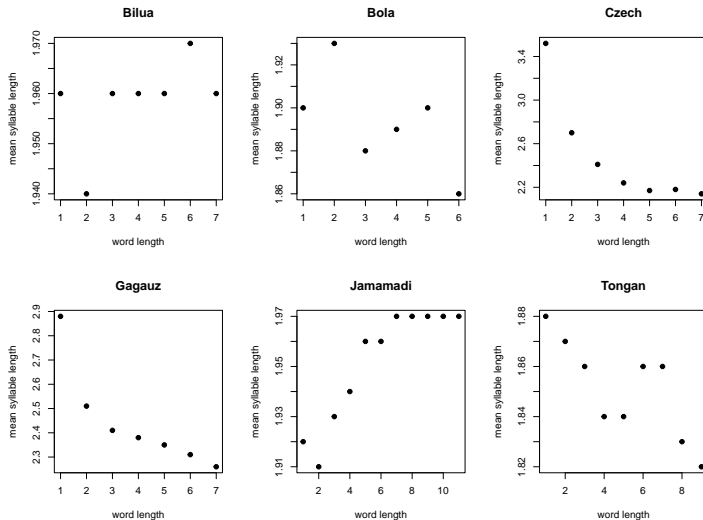 Bilua
mean syllable length
1.940 1.950 1.960 1.970
1 2 3 4 5 6 7
word length
Bola
mean syllable length
1.86 1.88 1.90 1.92
1 2 3 4 5 6
word length
Czech
mean syllable length
2.2 2.6 3.0 3.4
1 2 3 4 5 6 7
word length
Gagauz
mean syllable length
2.3 2.4 2.5 2.6 2.7 2.8 2.9
1 2 3 4 5 6 7
word length
Jamamadi
mean syllable length
1.91 1.93 1.95 1.97
2 4 6 8 10
word length
Tongan
mean syllable length
1.82 1.84 1.86 1.88
2 4 6 8
word length